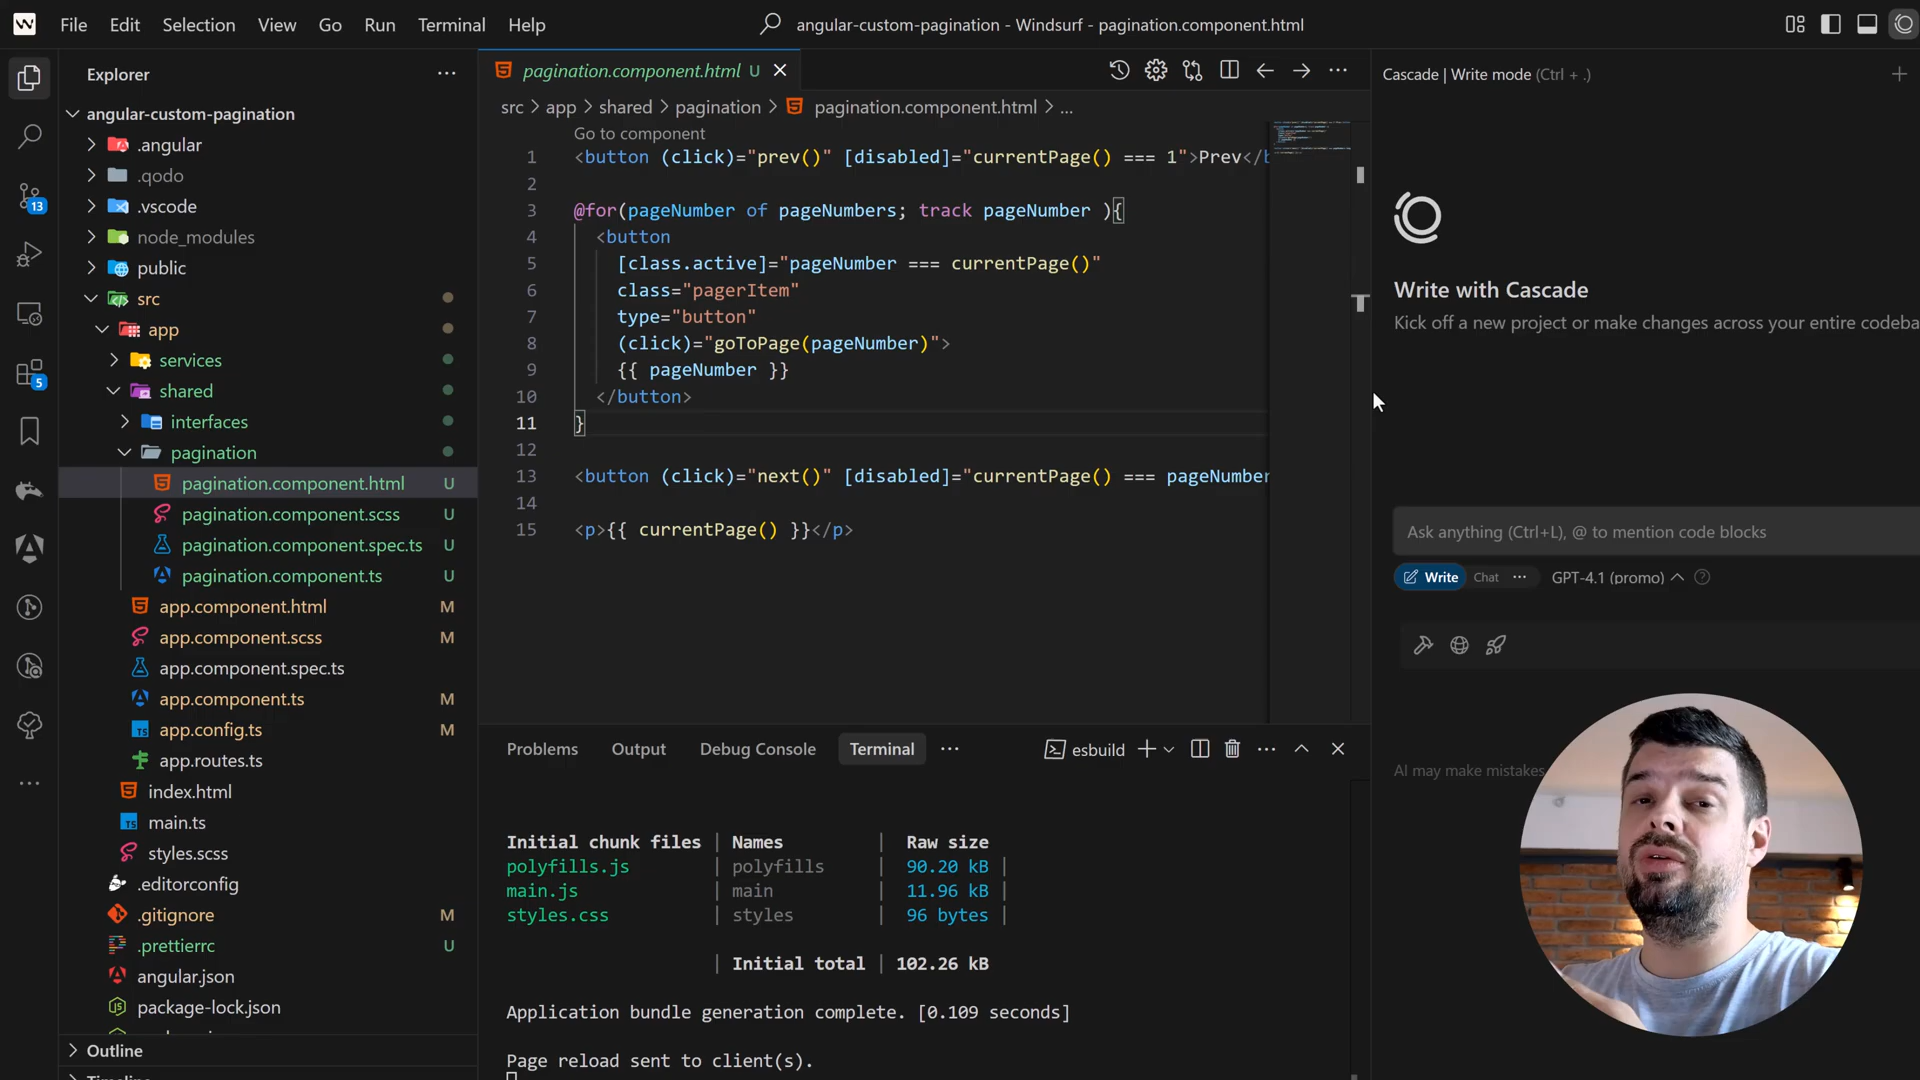 File Edit Selection View Go Run Terminal Help
angular-custom-pagination - Windsurf - pagination.component.html
Explorer
angular-custom-pagination
.angular
.qodo
.vscode
node_modules
public
src
app
services
shared
interfaces
pagination
pagination.component.html U
pagination.component.scss U
pagination.component.spec.ts U
pagination.component.ts U
app.component.html M
app.component.scss M
app.component.spec.ts
app.component.ts M
app.config.ts M
app.routes.ts
index.html
main.ts
styles.scss
.editorconfig
.gitignore M
.prettierrc U
angular.json
package-lock.json
Outline
13
5
pagination.component.html U
src > app > shared > pagination > pagination.component.html > ...
Go to component
1 <button (click)="prev()" [disabled]="currentPage() === 1">Prev</b
2
3 @for(pageNumber of pageNumbers; track pageNumber ){
4 <button
5 [class.active]="pageNumber === currentPage()"
6 class="pagerItem"
7 type="button"
8 (click)="goToPage(pageNumber)">
9 {{ pageNumber }}
10 </button>
11 }
12
13 <button (click)="next()" [disabled]="currentPage() === pageNumber
14
15 <p>{{ currentPage() }}</p>
Problems Output Debug Console Terminal ... esbuild
Initial chunk files | Names | Raw size
polyfills.js | polyfills | 90.20 kB |
main.js | main | 11.96 kB |
styles.css | styles | 96 bytes |
| Initial total | 102.26 kB
Application bundle generation complete. [0.109 seconds]
Page reload sent to client(s).
Cascade | Write mode (Ctrl + .)
Write with Cascade
Kick off a new project or make changes across your entire codeba
Ask anything (Ctrl+L), @ to mention code blocks
Write Chat ... GPT-4.1 (promo)
AI may make mistakes